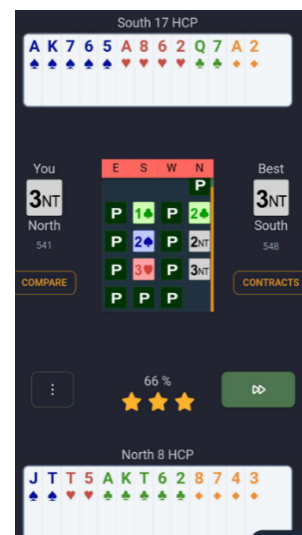 South 17 HCP
A K 7 6 5 A 8 6 2 Q 7 A 2
♠ ♠ ♠ ♠ ♠ ♥ ♥ ♥ ♥ ♣ ♣ ♦ ♦
You
3NT
North
541
COMPARE
E S W N
P
P 1♣ P 2♣
P 2♠ P 2NT
P 3♥ P 3NT
P P P
Best
3NT
South
548
CONTRACTS
66 %
North 8 HCP
J T T 5 A K T 6 2 8 7 4 3
♠ ♠ ♥ ♥ ♣ ♣ ♣ ♣ ♣ ♦ ♦ ♦ ♦